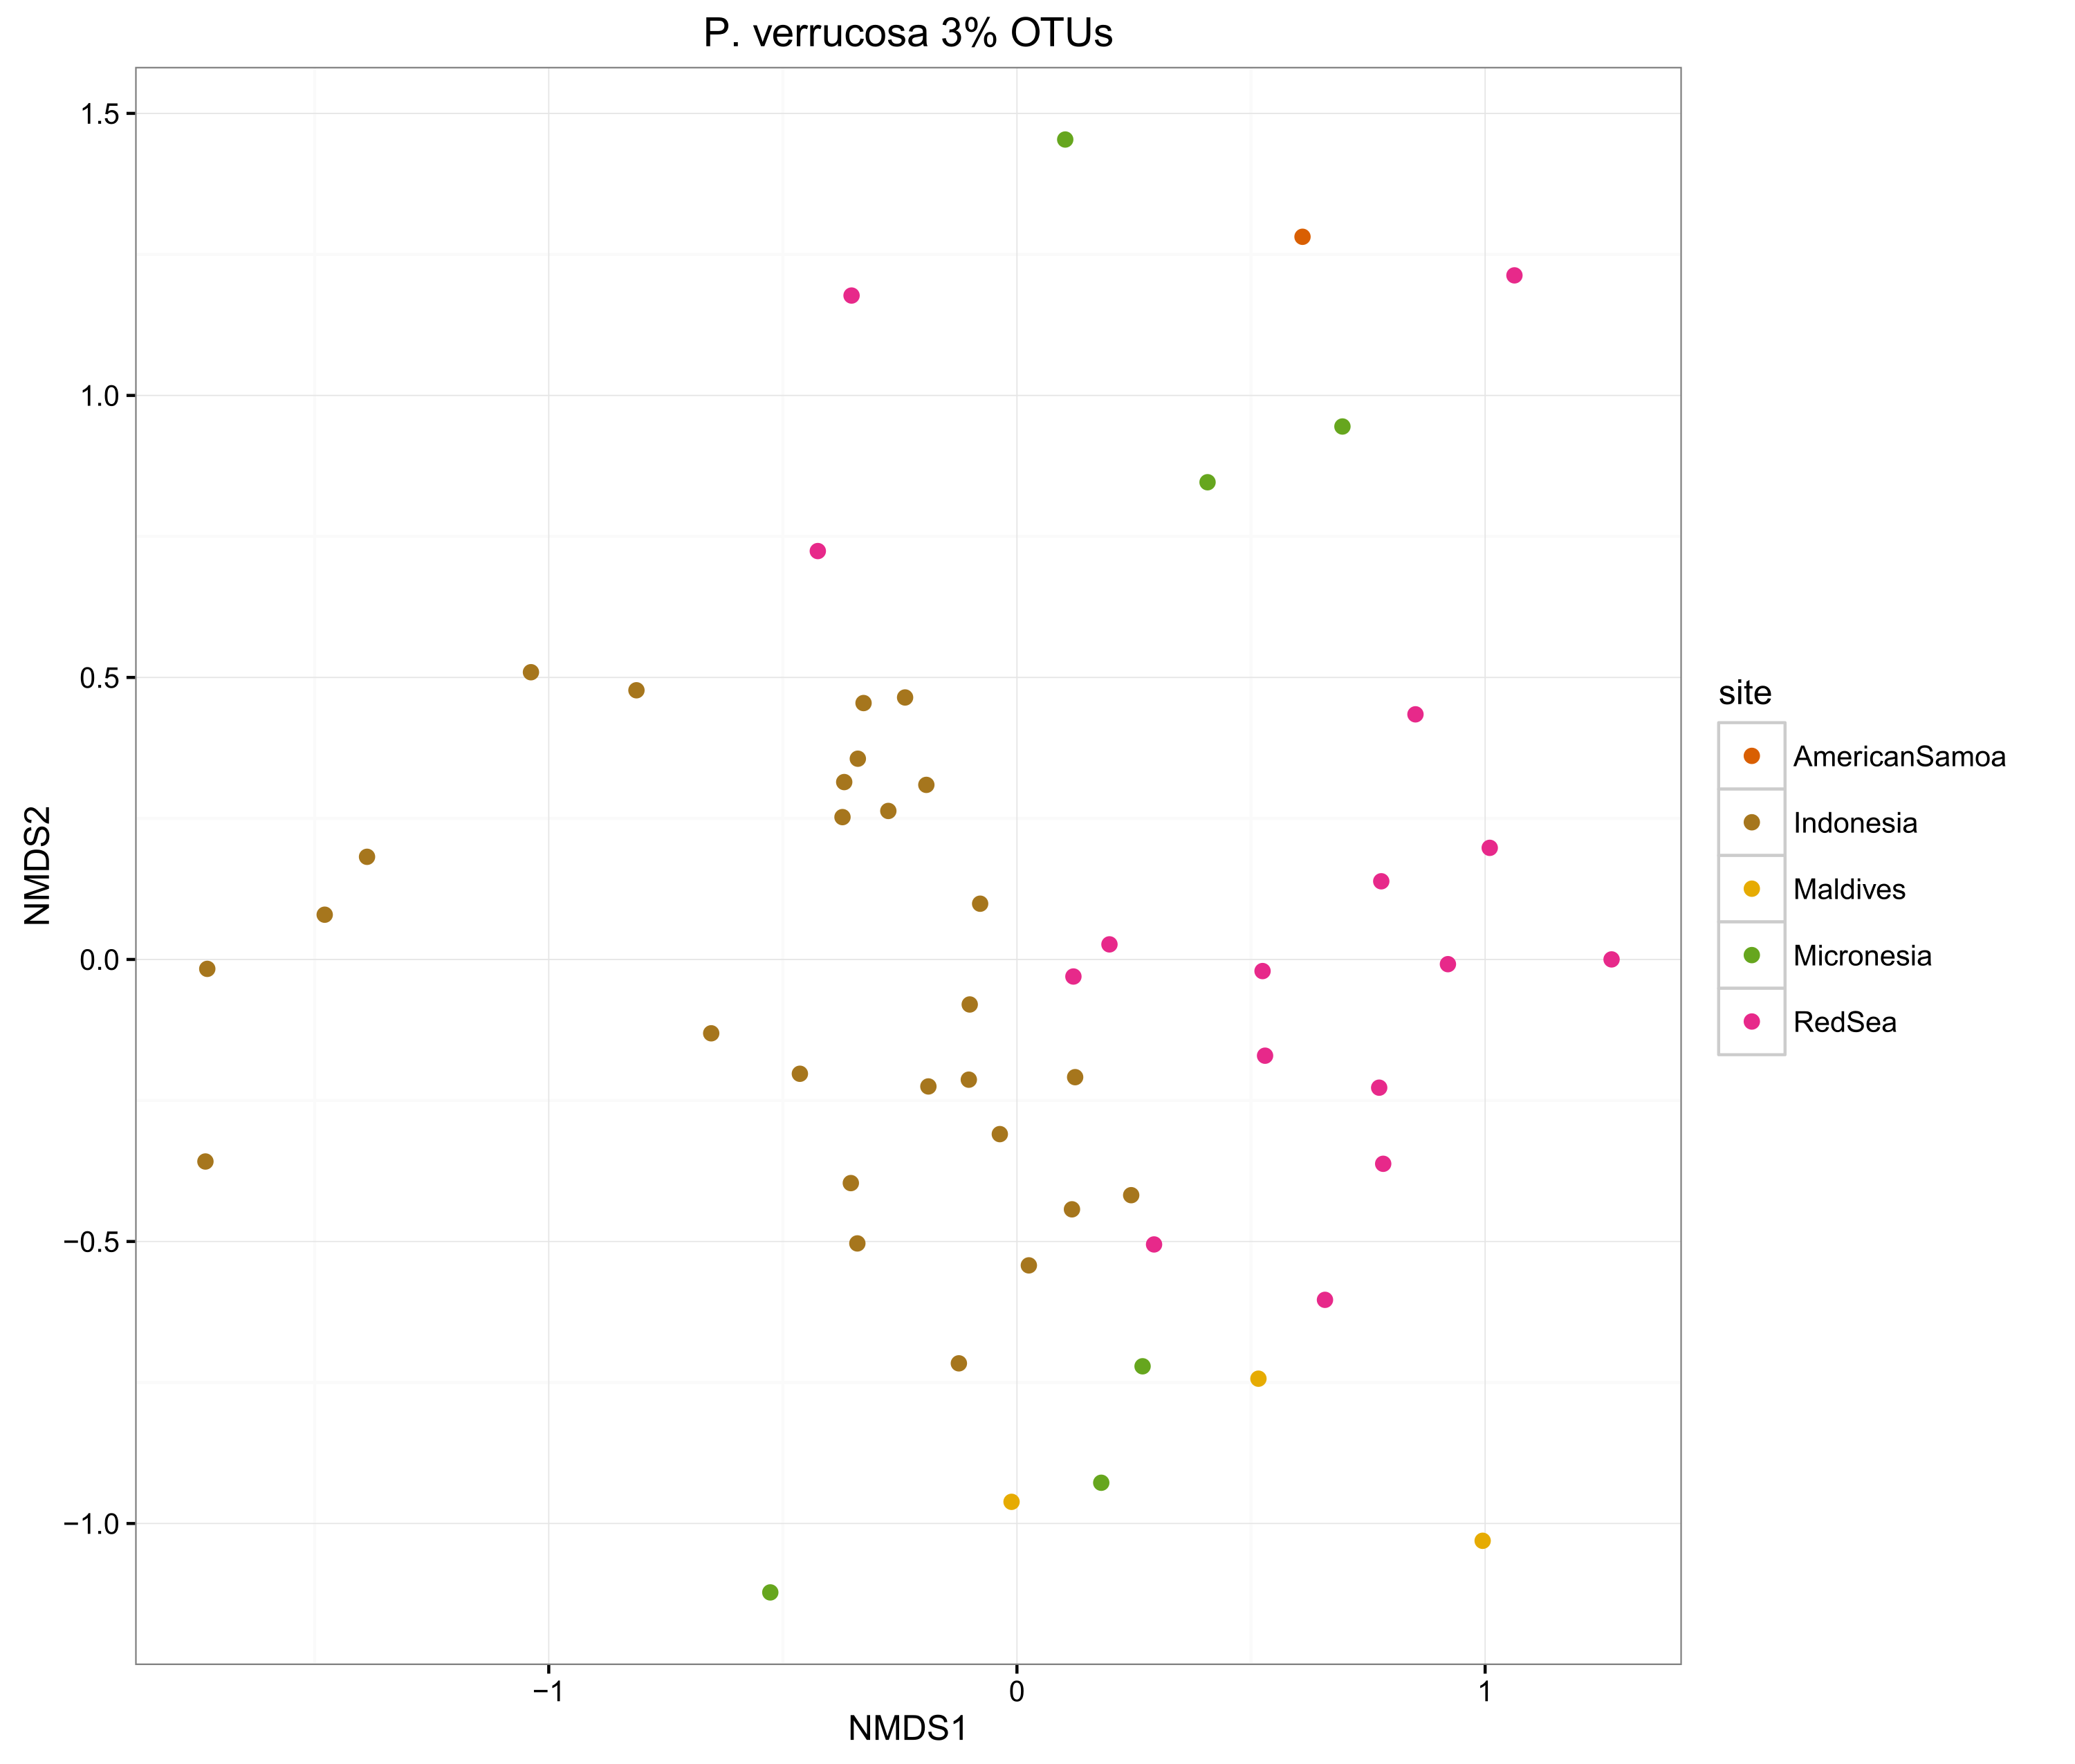 P. verrucosa 3% OTUs
1.5
1.0
0.5
0.0
−0.5
−1.0
NMDS2
−1
0
1
NMDS1
site
AmericanSamoa
Indonesia
Maldives
Micronesia
RedSea